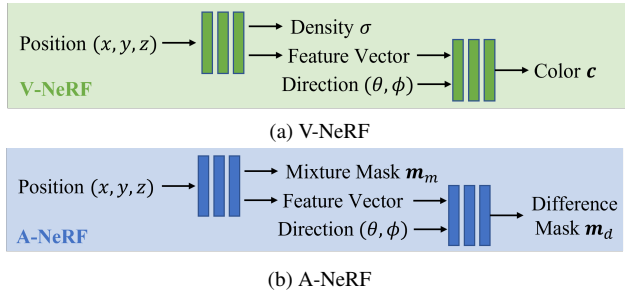 Position (x, y, z)
Density σ
Feature Vector
Direction (θ, ϕ)
Color c
V-NeRF
(a) V-NeRF
Position (x, y, z)
Mixture Mask mₘ
Feature Vector
Direction (θ, ϕ)
Difference
Mask m_d
A-NeRF
(b) A-NeRF